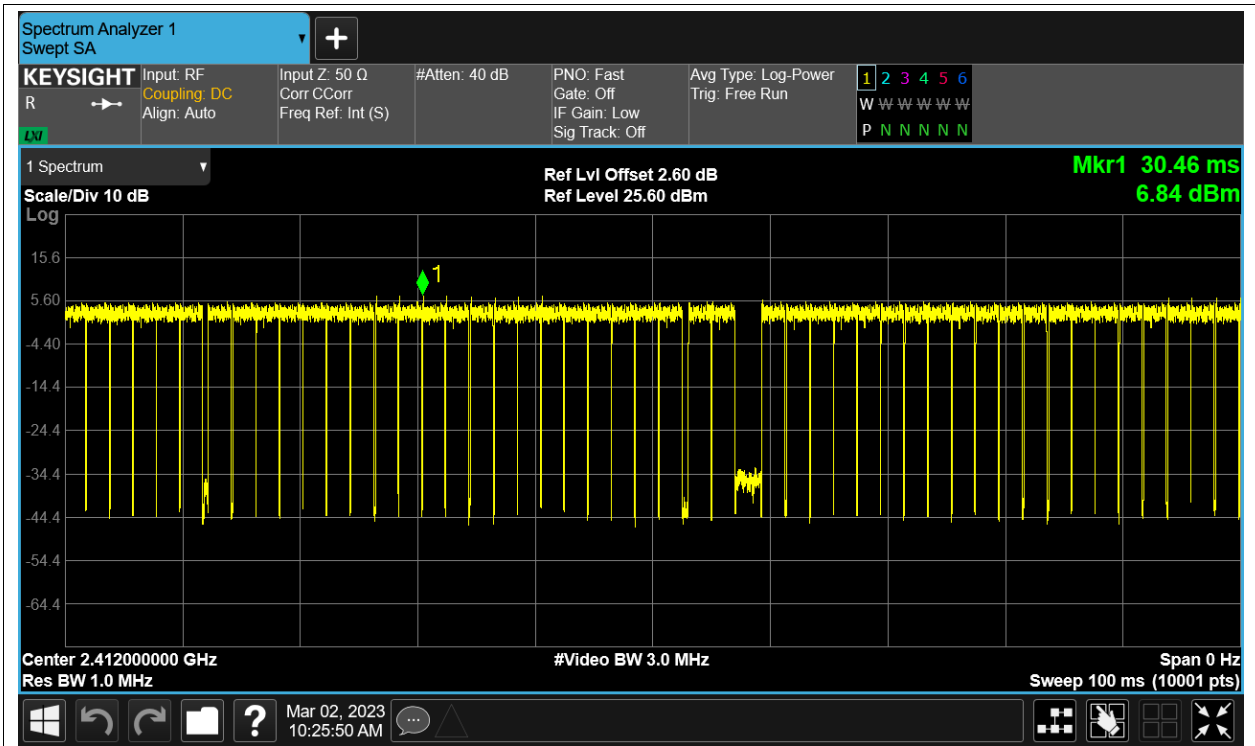 Spectrum Analyzer 1
Swept SA
KEYSIGHT
R
LXI
Input: RF
Coupling: DC
Align: Auto
Input Z: 50 Ω
Corr CCorr
Freq Ref: Int (S)
#Atten: 40 dB
PNO: Fast
Gate: Off
IF Gain: Low
Sig Track: Off
Avg Type: Log-Power
Trig: Free Run
1 2 3 4 5 6
W W W W W W
P N N N N N
1 Spectrum
Scale/Div 10 dB
Ref Lvl Offset 2.60 dB
Ref Level 25.60 dBm
Mkr1 30.46 ms
6.84 dBm
Log
15.6
5.60
-4.40
-14.4
-24.4
-34.4
-44.4
-54.4
-64.4
1
Center 2.412000000 GHz
Res BW 1.0 MHz
#Video BW 3.0 MHz
Span 0 Hz
Sweep 100 ms (10001 pts)
?
Mar 02, 2023
10:25:50 AM